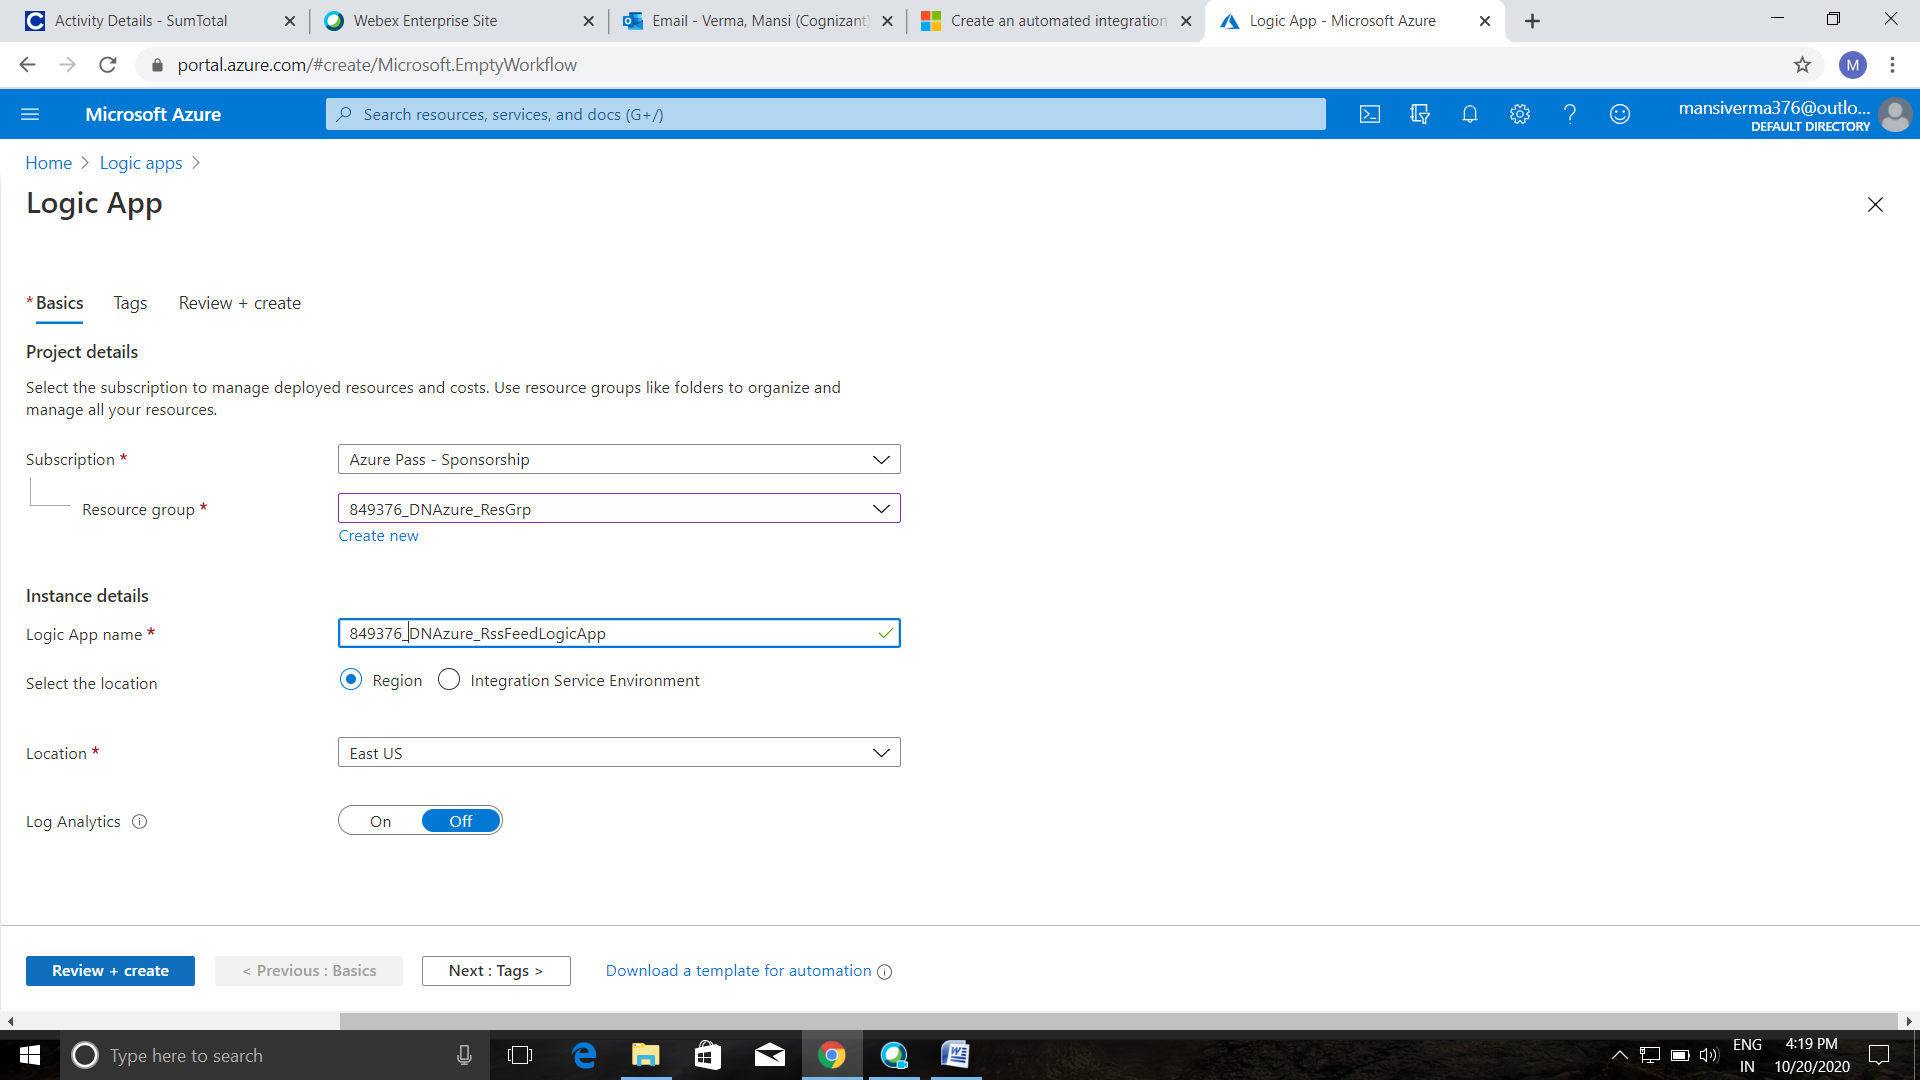 Activity Details - SumTotal
Webex Enterprise Site
Email - Verma, Mansi (Cognizant)
Create an automated integration
Logic App - Microsoft Azure
portal.azure.com/#create/Microsoft.EmptyWorkflow
M
Microsoft Azure
Search resources, services, and docs (G+/)
mansiverma376@outlo...
DEFAULT DIRECTORY
Home > Logic apps >
Logic App
* Basics
Tags
Review + create
Project details
Select the subscription to manage deployed resources and costs. Use resource groups like folders to organize and
manage all your resources.
Subscription *
Azure Pass - Sponsorship
Resource group *
849376_DNAzure_ResGrp
Create new
Instance details
Logic App name *
849376_DNAzure_RssFeedLogicApp
Select the location
Region
Integration Service Environment
Location *
East US
Log Analytics
On
Off
Review + create
< Previous : Basics
Next : Tags >
Download a template for automation
Type here to search
ENG
IN
4:19 PM
10/20/2020